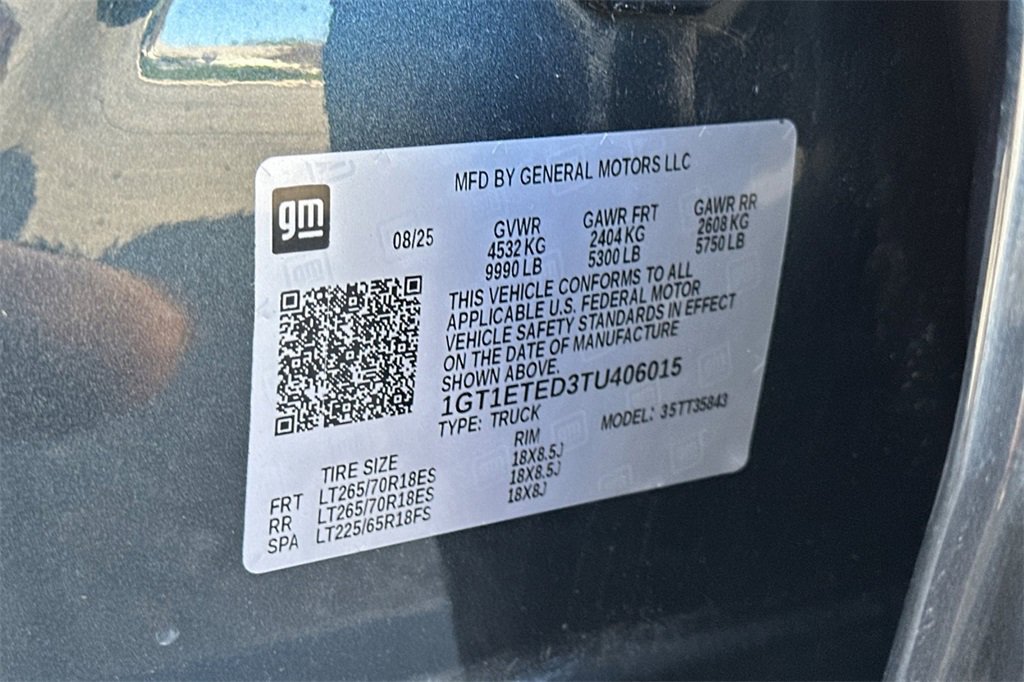 MFD BY GENERAL MOTORS LLC
gm
08/25
GVWR GAWR FRT GAWR RR
4532 KG 2404 KG 2608 KG
9990 LB 5300 LB 5750 LB
THIS VEHICLE CONFORMS TO ALL
APPLICABLE U.S. FEDERAL MOTOR
VEHICLE SAFETY STANDARDS IN EFFECT
ON THE DATE OF MANUFACTURE
SHOWN ABOVE.
1GT1ETED3TU406015
TYPE: TRUCK MODEL: 35TT35843
TIRE SIZE RIM
FRT LT265/70R18ES 18X8.5J
RR LT265/70R18ES 18X8.5J
SPA LT225/65R18FS 18X8J